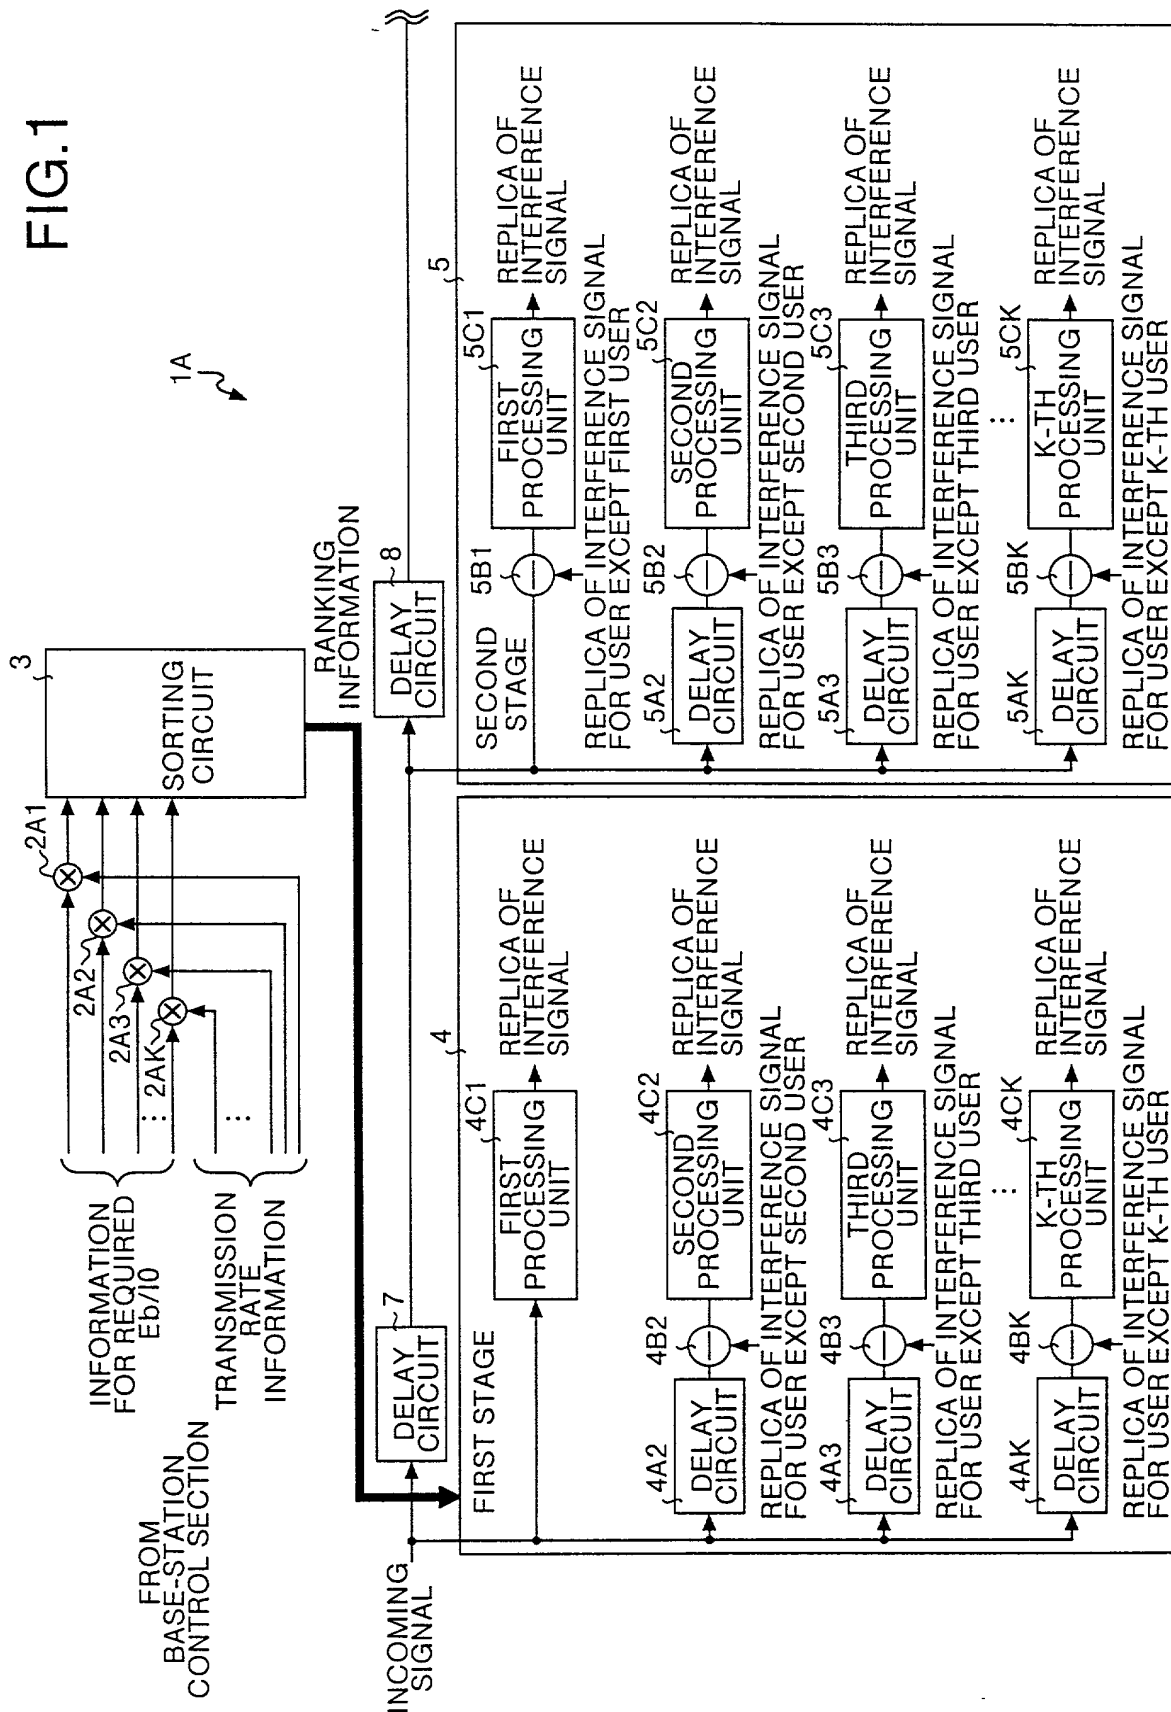 FIG.1
1A
FROM
BASE-STATION
CONTROL SECTION
INFORMATION
FOR REQUIRED
Eb/I0
TRANSMISSION
RATE
INFORMATION
...
...
2A1
2A2
2A3
2AK
3
SORTING
CIRCUIT
RANKING
INFORMATION
INCOMING
SIGNAL
7
DELAY
CIRCUIT
8
DELAY
CIRCUIT
4
FIRST STAGE
4C1
FIRST
PROCESSING
UNIT
REPLICA OF
INTERFERENCE
SIGNAL
4A2
DELAY
CIRCUIT
4B2
4C2
SECOND
PROCESSING
UNIT
REPLICA OF
INTERFERENCE
SIGNAL
REPLICA OF INTERFERENCE SIGNAL
FOR USER EXCEPT SECOND USER
4A3
DELAY
CIRCUIT
4B3
4C3
THIRD
PROCESSING
UNIT
REPLICA OF
INTERFERENCE
SIGNAL
REPLICA OF INTERFERENCE SIGNAL
FOR USER EXCEPT THIRD USER
...
4AK
DELAY
CIRCUIT
4BK
4CK
K-TH
PROCESSING
UNIT
REPLICA OF
INTERFERENCE
SIGNAL
REPLICA OF INTERFERENCE SIGNAL
FOR USER EXCEPT K-TH USER
5
SECOND
STAGE
5B1
5C1
FIRST
PROCESSING
UNIT
REPLICA OF
INTERFERENCE
SIGNAL
REPLICA OF INTERFERENCE SIGNAL
FOR USER EXCEPT FIRST USER
5A2
DELAY
CIRCUIT
5B2
5C2
SECOND
PROCESSING
UNIT
REPLICA OF
INTERFERENCE
SIGNAL
REPLICA OF INTERFERENCE SIGNAL
FOR USER EXCEPT SECOND USER
5A3
DELAY
CIRCUIT
5B3
5C3
THIRD
PROCESSING
UNIT
REPLICA OF
INTERFERENCE
SIGNAL
REPLICA OF INTERFERENCE SIGNAL
FOR USER EXCEPT THIRD USER
...
5AK
DELAY
CIRCUIT
5BK
5CK
K-TH
PROCESSING
UNIT
REPLICA OF
INTERFERENCE
SIGNAL
REPLICA OF INTERFERENCE SIGNAL
FOR USER EXCEPT K-TH USER